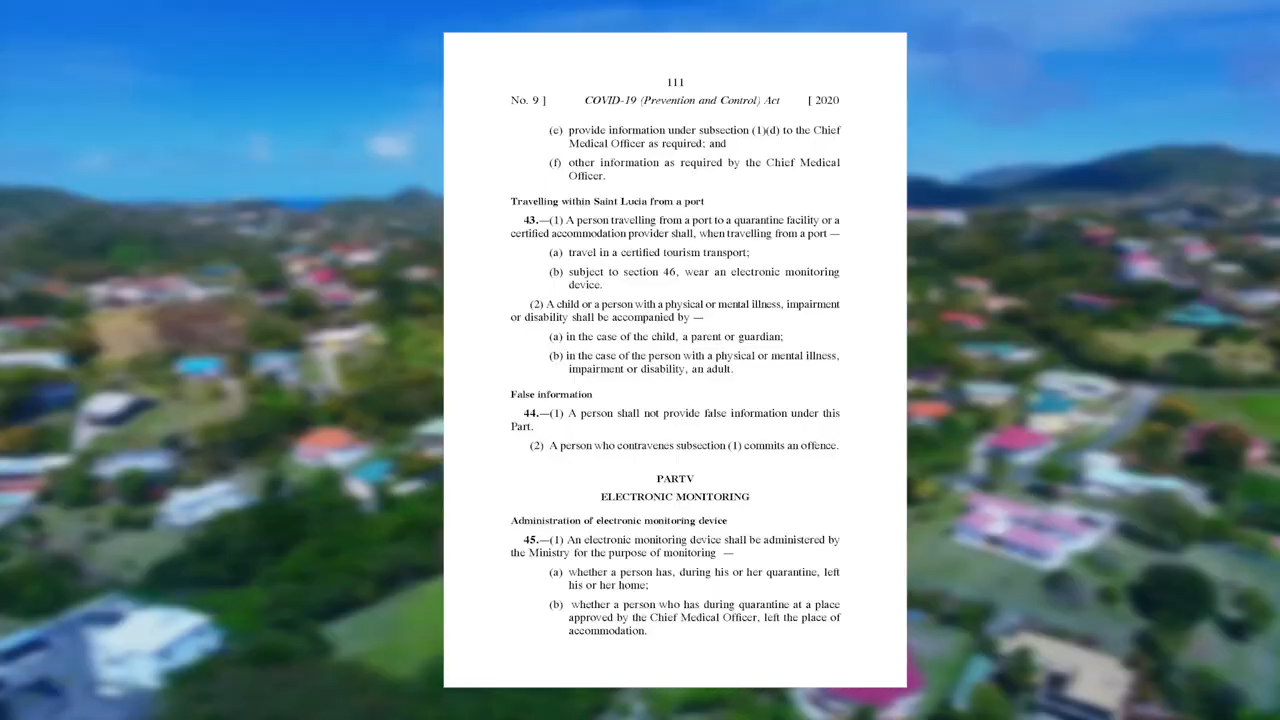 111
No. 9 ] COVID-19 (Prevention and Control) Act [ 2020
(e) provide information under subsection (1)(d) to the Chief
Medical Officer as required; and
(f) other information as required by the Chief Medical
Officer.
Travelling within Saint Lucia from a port
43.—(1) A person travelling from a port to a quarantine facility or a
certified accommodation provider shall, when travelling from a port —
(a) travel in a certified tourism transport;
(b) subject to section 46, wear an electronic monitoring
device.
(2) A child or a person with a physical or mental illness, impairment
or disability shall be accompanied by —
(a) in the case of the child, a parent or guardian;
(b) in the case of the person with a physical or mental illness,
impairment or disability, an adult.
False information
44.—(1) A person shall not provide false information under this
Part.
(2) A person who contravenes subsection (1) commits an offence.
PARTV
ELECTRONIC MONITORING
Administration of electronic monitoring device
45.—(1) An electronic monitoring device shall be administered by
the Ministry for the purpose of monitoring —
(a) whether a person has, during his or her quarantine, left
his or her home;
(b) whether a person who has during quarantine at a place
approved by the Chief Medical Officer, left the place of
accommodation.